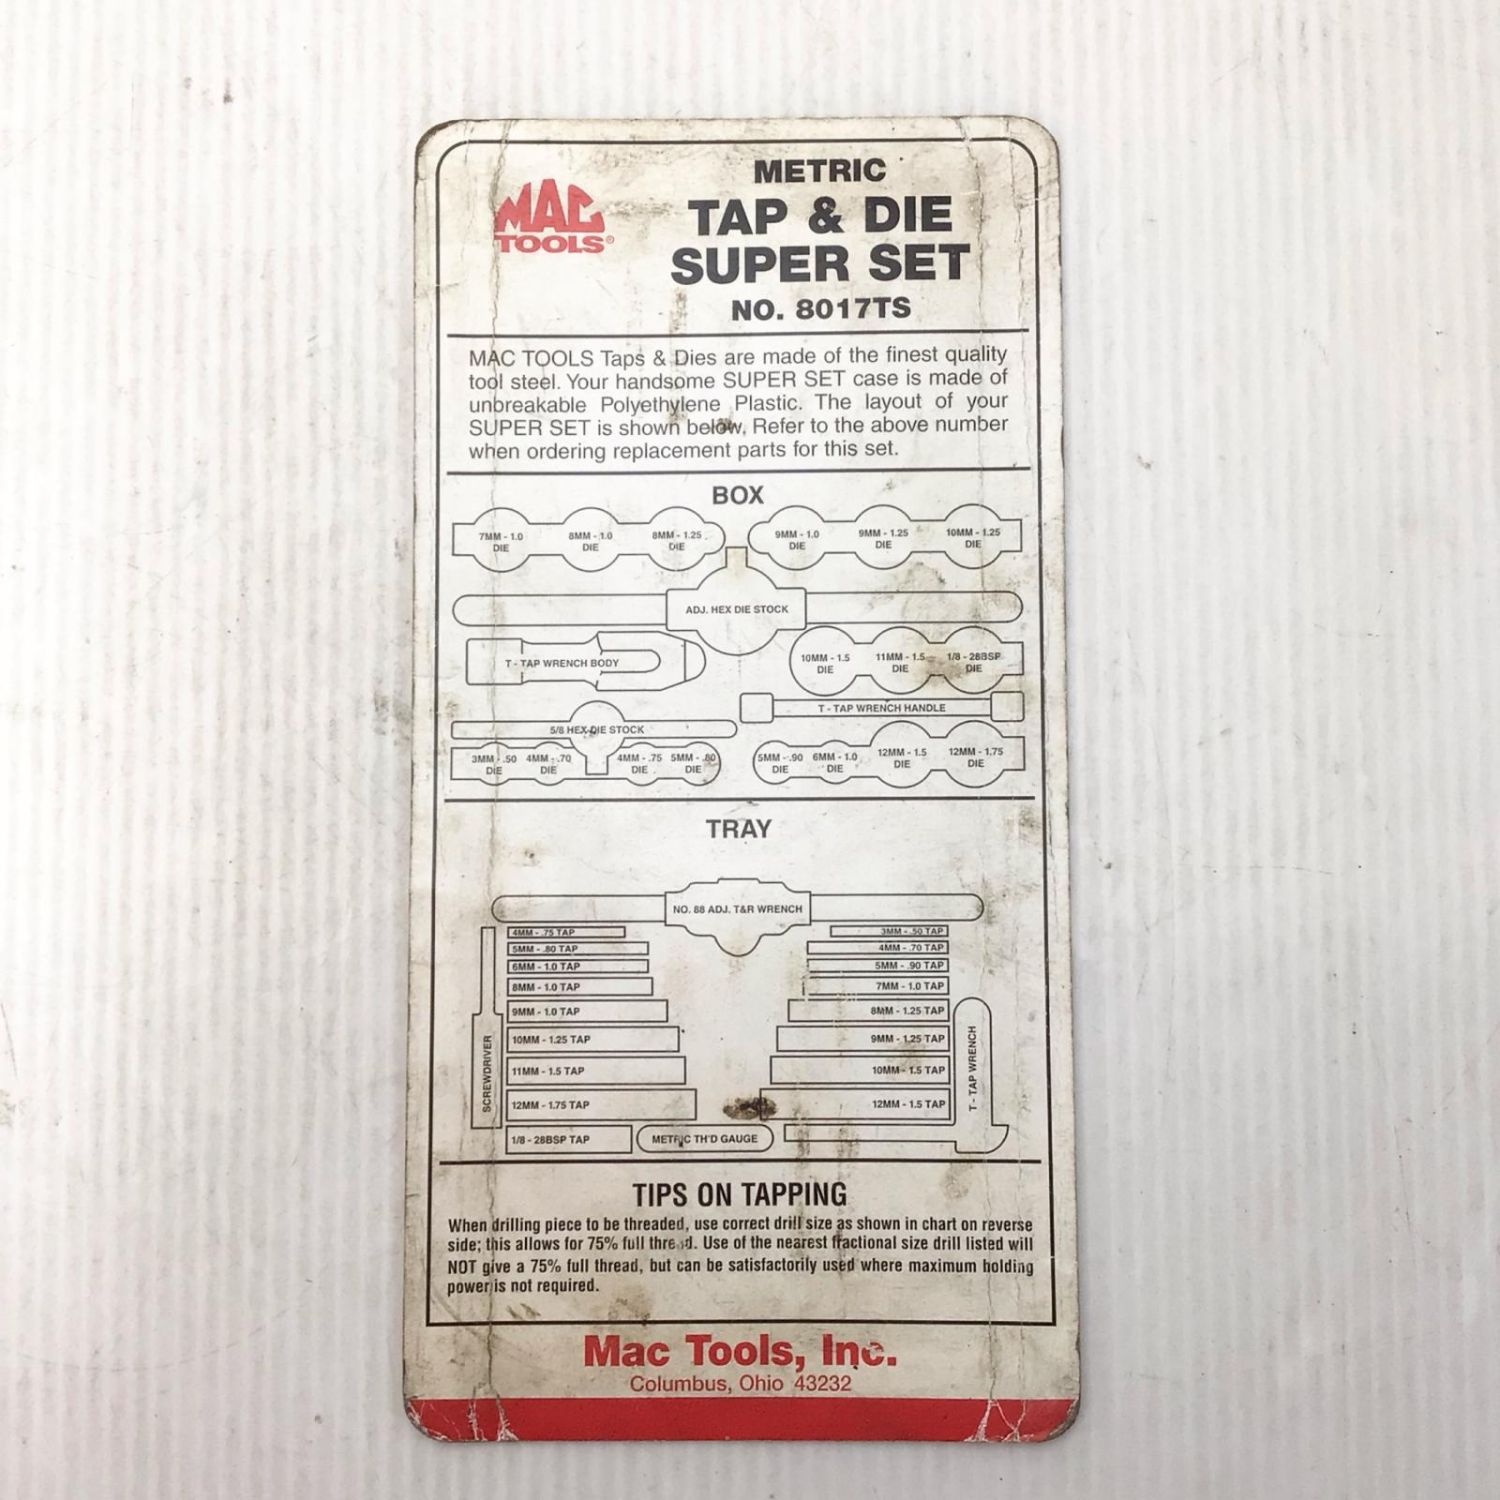 MAC
TOOLS®
METRIC
TAP & DIE
SUPER SET
NO. 8017TS
MAC TOOLS Taps & Dies are made of the finest quality
tool steel. Your handsome SUPER SET case is made of
unbreakable Polyethylene Plastic. The layout of your
SUPER SET is shown below. Refer to the above number
when ordering replacement parts for this set.
BOX
7MM - 1.0 DIE
8MM - 1.0 DIE
8MM - 1.25 DIE
9MM - 1.0 DIE
9MM - 1.25 DIE
10MM - 1.25 DIE
ADJ. HEX DIE STOCK
T - TAP WRENCH BODY
10MM - 1.5 DIE
11MM - 1.5 DIE
1/8 - 28BSP DIE
T - TAP WRENCH HANDLE
5/8 HEX DIE STOCK
3MM - .50 DIE
4MM - .70 DIE
4MM - .75 DIE
5MM - .80 DIE
5MM - .90 DIE
6MM - 1.0 DIE
12MM - 1.5 DIE
12MM - 1.75 DIE
TRAY
NO. 88 ADJ. T&R WRENCH
4MM - .75 TAP
5MM - .80 TAP
6MM - 1.0 TAP
8MM - 1.0 TAP
9MM - 1.0 TAP
10MM - 1.25 TAP
11MM - 1.5 TAP
12MM - 1.75 TAP
1/8 - 28BSP TAP
SCREWDRIVER
3MM - .50 TAP
4MM - .70 TAP
5MM - .90 TAP
7MM - 1.0 TAP
8MM - 1.25 TAP
9MM - 1.25 TAP
10MM - 1.5 TAP
12MM - 1.5 TAP
T - TAP WRENCH
METRIC TH'D GAUGE
TIPS ON TAPPING
When drilling piece to be threaded, use correct drill size as shown in chart on reverse
side; this allows for 75% full thread. Use of the nearest fractional size drill listed will
NOT give a 75% full thread, but can be satisfactorily used where maximum holding
power is not required.
Mac Tools, Inc.
Columbus, Ohio 43232